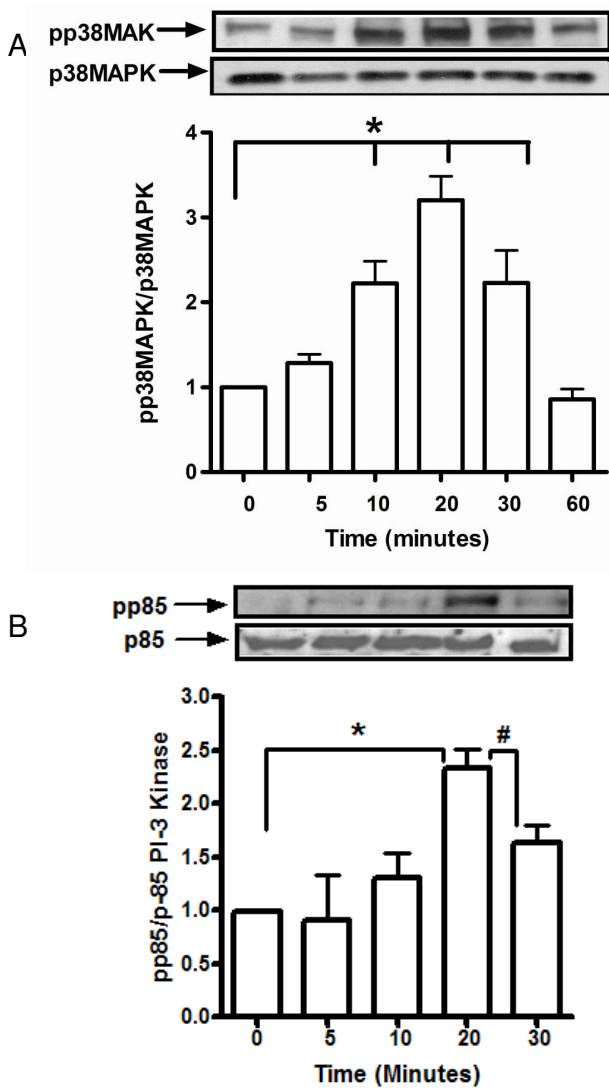 A
pp38MAK
p38MAPK
*
pp38MAPK/p38MAPK
4
3
2
1
0
0 5 10 20 30 60
Time (minutes)
B
pp85
p85
* #
pp85/p-85 PI-3 Kinase
3.0
2.5
2.0
1.5
1.0
0.5
0.0
0 5 10 20 30
Time (Minutes)